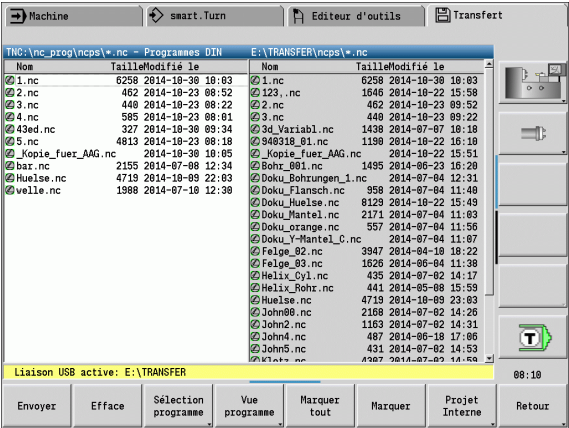 Machine smart.Turn Editeur d'outils Transfert
TNC:\nc_prog\ncps\*.nc - Programmes DIN E:\TRANSFER\ncps\*.nc
Nom TailleModifié le Nom TailleModifié le
1.nc 6258 2014-10-30 10:03 1.nc 6258 2014-10-30 10:03
2.nc 462 2014-10-23 08:52 123,.nc 1646 2014-10-22 15:58
3.nc 440 2014-10-23 08:22 2.nc 462 2014-10-23 09:52
4.nc 505 2014-10-23 08:01 3.nc 440 2014-10-23 09:22
43ed.nc 327 2014-10-30 09:34 3d_Variabl.nc 1438 2014-07-07 10:18
5.nc 4813 2014-10-23 08:18 940318_01.nc 1190 2014-10-22 16:10
_Kopie_fuer_AAG.nc 2014-10-30 10:05 _Kopie_fuer_AAG.nc 2014-10-22 15:51
bar.nc 2155 2014-07-08 12:34 Bohr_001.nc 1495 2014-06-23 16:20
Huelse.nc 4719 2014-10-09 22:03 Doku_Bohrungen_1.nc 2014-07-04 12:31
welle.nc 1988 2014-07-10 12:30 Doku_Flansch.nc 958 2014-07-04 11:40
Doku_Huelse.nc 8129 2014-10-22 15:49
Doku_Mantel.nc 2171 2014-07-04 11:03
Doku_orange.nc 557 2014-07-04 11:56
Doku_Y-Mantel_C.nc 2014-07-04 11:07
Felge_02.nc 3947 2014-04-10 18:22
Felge_03.nc 1626 2014-06-04 11:38
Helix_Cyl.nc 435 2014-07-02 14:17
Helix_Rohr.nc 441 2014-05-08 15:59
Huelse.nc 4719 2014-10-09 23:03
John00.nc 2168 2014-07-02 14:26
John2.nc 1163 2014-07-02 14:31
John4.nc 487 2014-06-18 17:06
John5.nc 431 2014-07-02 14:53
Klotz.nc 4307 2014-07-02 14:59
T
Liaison USB active: E:\TRANSFER
08:10
Envoyer Efface Sélection programme Vue programme Marquer tout Marquer Projet Interne Retour